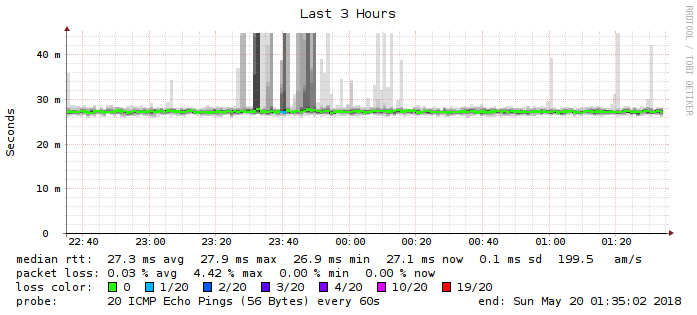 Last 3 Hours
RRDTOOL / TOBI OETIKER
Seconds
40 m
30 m
20 m
10 m
0
22:40 23:00 23:20 23:40 00:00 00:20 00:40 01:00 01:20
median rtt: 27.3 ms avg 27.9 ms max 26.9 ms min 27.1 ms now 0.1 ms sd 199.5 am/s
packet loss: 0.03 % avg 4.42 % max 0.00 % min 0.00 % now
loss color: 0 1/20 2/20 3/20 4/20 10/20 19/20
probe: 20 ICMP Echo Pings (56 Bytes) every 60s end: Sun May 20 01:35:02 2018